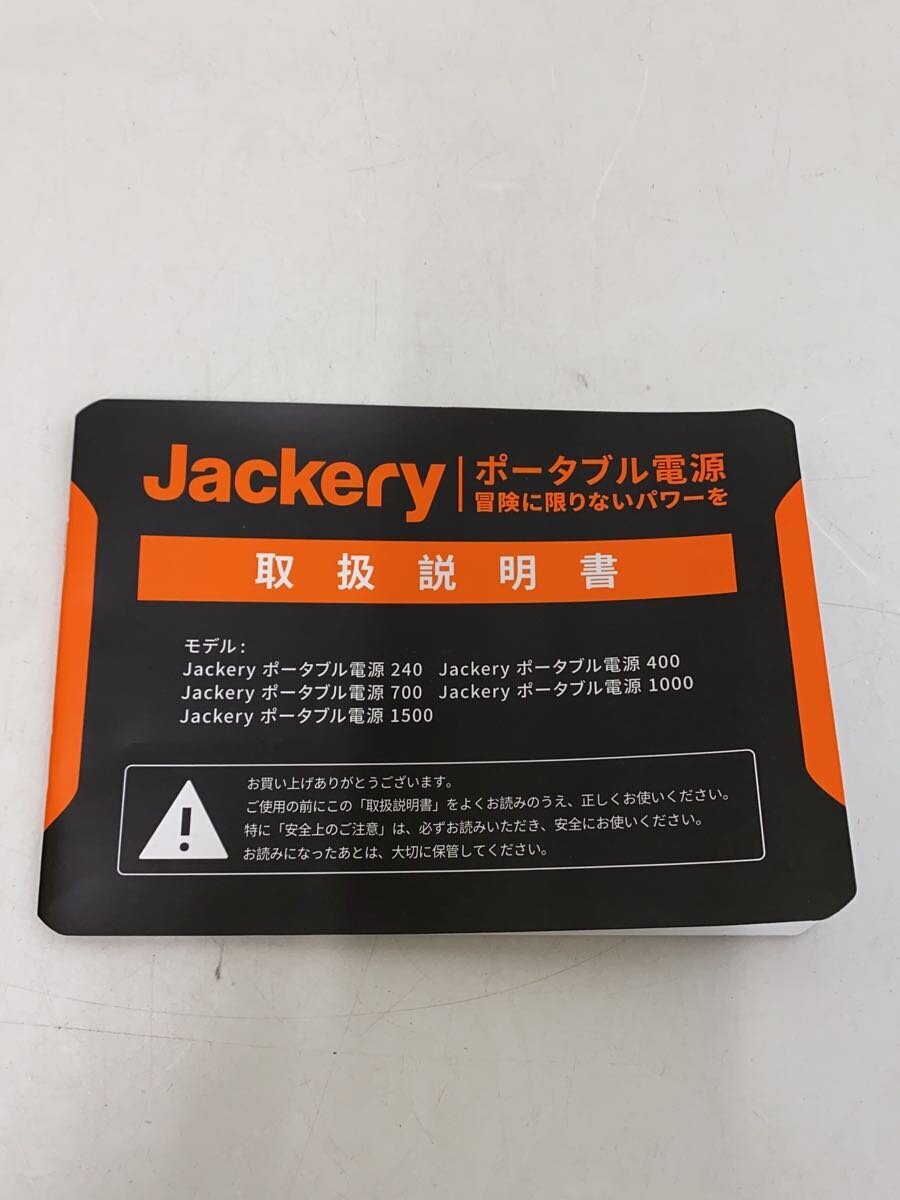 Jackery
ポータブル電源
冒険に限りないパワーを
取扱説明書
モデル:
Jackery ポータブル電源 240 Jackery ポータブル電源 400
Jackery ポータブル電源 700 Jackery ポータブル電源 1000
Jackery ポータブル電源 1500
お買い上げありがとうございます。
ご使用の前にこの「取扱説明書」をよくお読みのうえ、正しくお使いください。
特に「安全上のご注意」は、必ずお読みいただき、安全にお使いください。
お読みになったあとは、大切に保管してください。